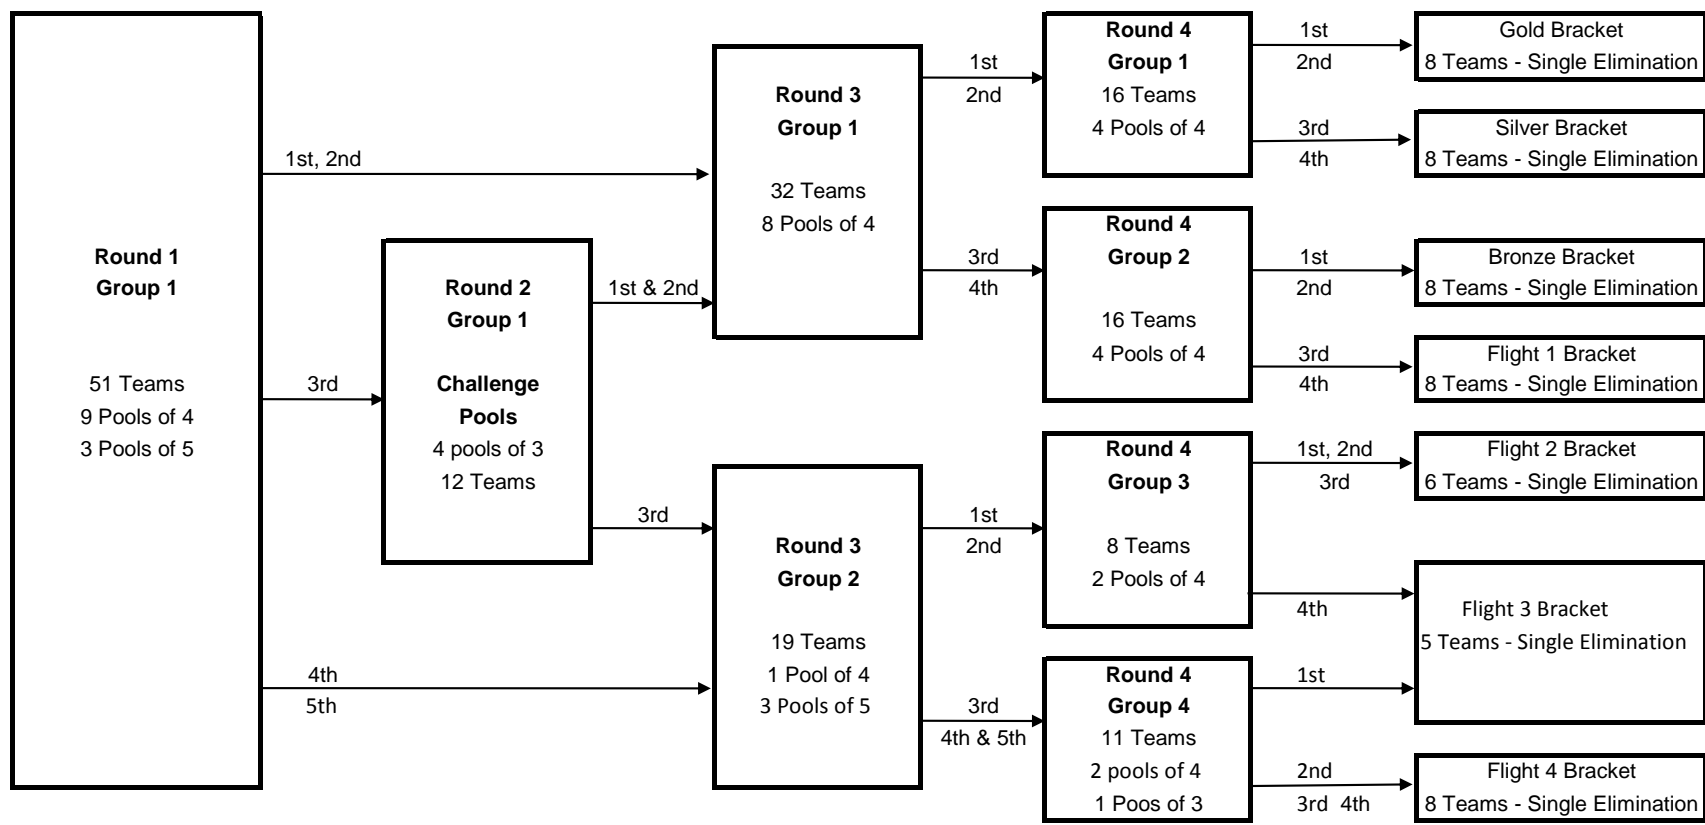 Round 1
Group 1
51 Teams
9 Pools of 4
3 Pools of 5
1st, 2nd
3rd
4th
5th
Round 2
Group 1
Challenge
Pools
4 pools of 3
12 Teams
1st & 2nd
3rd
Round 3
Group 1
32 Teams
8 Pools of 4
1st
2nd
3rd
4th
Round 3
Group 2
19 Teams
1 Pool of 4
3 Pools of 5
1st
2nd
3rd
4th & 5th
Round 4
Group 1
16 Teams
4 Pools of 4
1st
2nd
3rd
4th
Round 4
Group 2
16 Teams
4 Pools of 4
1st
2nd
3rd
4th
Round 4
Group 3
8 Teams
2 Pools of 4
1st, 2nd
3rd
4th
Round 4
Group 4
11 Teams
2 pools of 4
1 Poos of 3
1st
2nd
3rd 4th
Gold Bracket
8 Teams - Single Elimination
Silver Bracket
8 Teams - Single Elimination
Bronze Bracket
8 Teams - Single Elimination
Flight 1 Bracket
8 Teams - Single Elimination
Flight 2 Bracket
6 Teams - Single Elimination
Flight 3 Bracket
5 Teams - Single Elimination
Flight 4 Bracket
8 Teams - Single Elimination